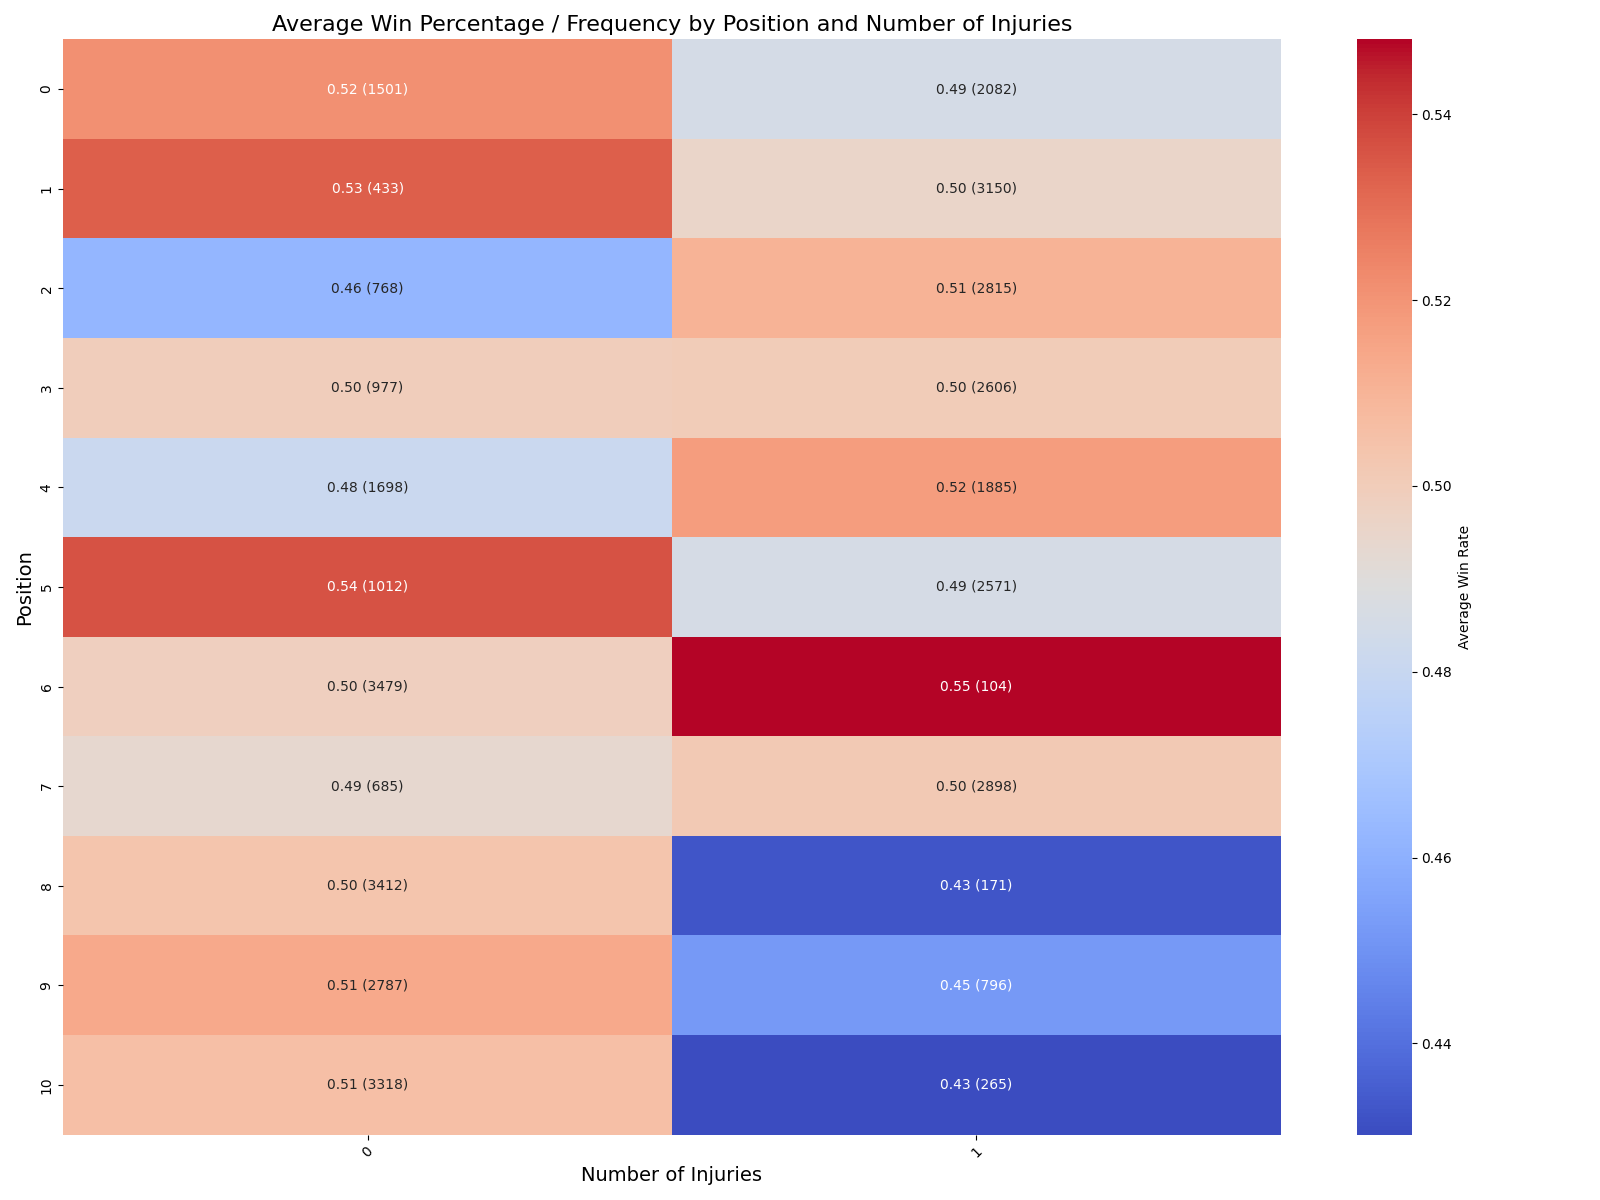 Average Win Percentage / Frequency by Position and Number of Injuries
0 0.52 (1501) 0.49 (2082)
1 0.53 (433) 0.50 (3150)
2 0.46 (768) 0.51 (2815)
3 0.50 (977) 0.50 (2606)
4 0.48 (1698) 0.52 (1885)
5 0.54 (1012) 0.49 (2571)
6 0.50 (3479) 0.55 (104)
7 0.49 (685) 0.50 (2898)
8 0.50 (3412) 0.43 (171)
9 0.51 (2787) 0.45 (796)
10 0.51 (3318) 0.43 (265)
Position
0 1
Number of Injuries
0.54
0.52
0.50
0.48
0.46
0.44
Average Win Rate